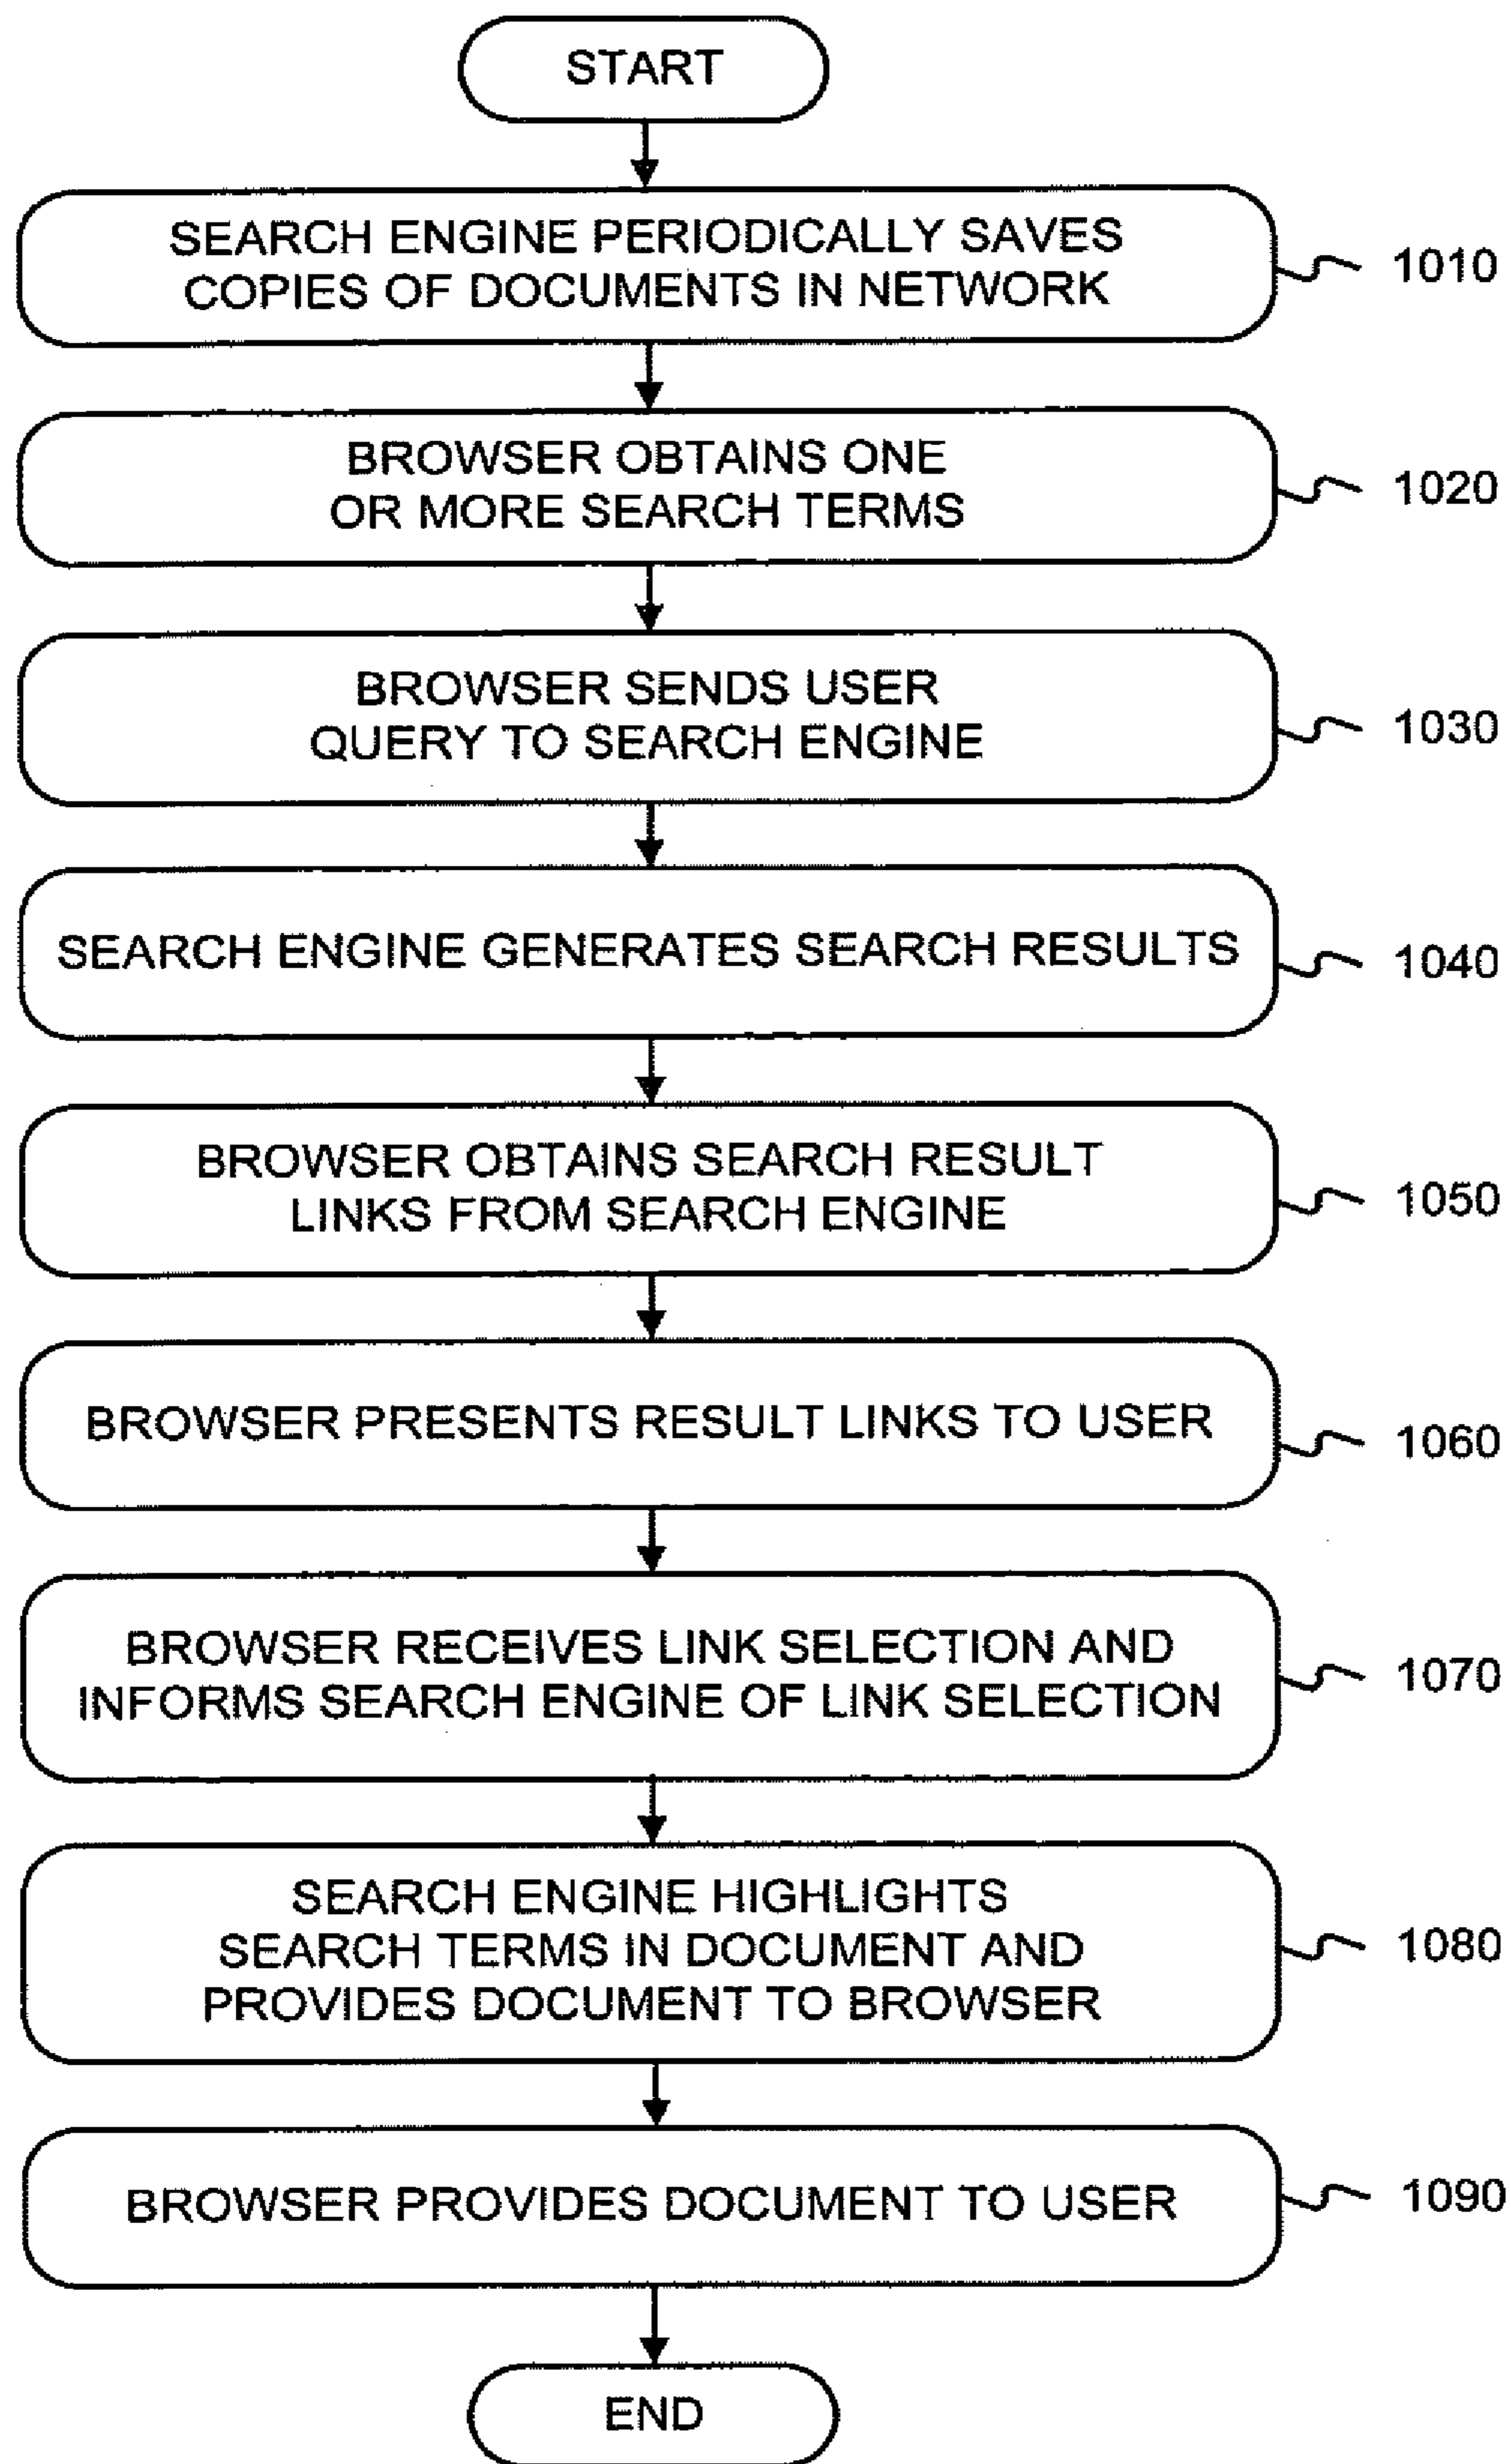 START
SEARCH ENGINE PERIODICALLY SAVES
COPIES OF DOCUMENTS IN NETWORK
1010
BROWSER OBTAINS ONE
OR MORE SEARCH TERMS
1020
BROWSER SENDS USER
QUERY TO SEARCH ENGINE
1030
SEARCH ENGINE GENERATES SEARCH RESULTS
1040
BROWSER OBTAINS SEARCH RESULT
LINKS FROM SEARCH ENGINE
1050
BROWSER PRESENTS RESULT LINKS TO USER
1060
BROWSER RECEIVES LINK SELECTION AND
INFORMS SEARCH ENGINE OF LINK SELECTION
1070
SEARCH ENGINE HIGHLIGHTS
SEARCH TERMS IN DOCUMENT AND
PROVIDES DOCUMENT TO BROWSER
1080
BROWSER PROVIDES DOCUMENT TO USER
1090
END